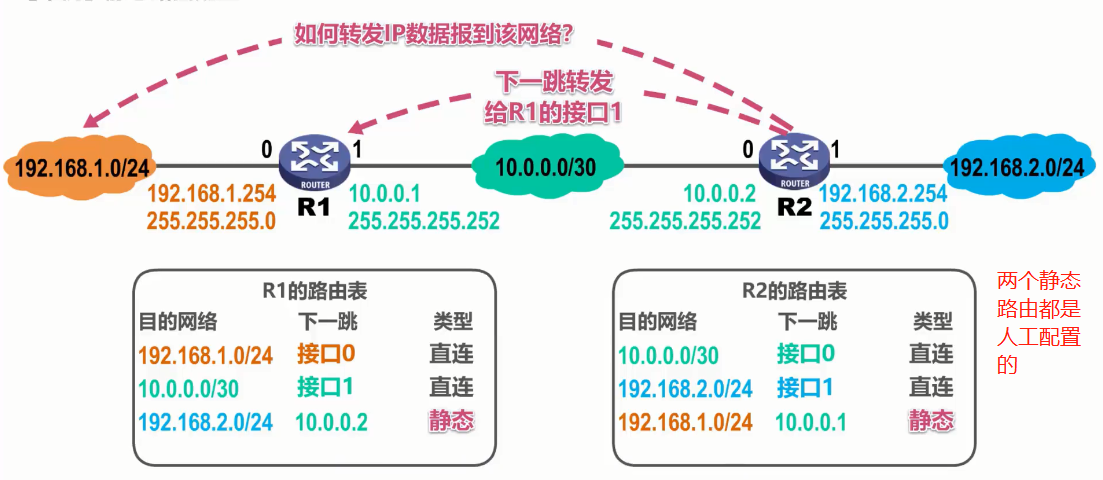 如何转发IP数据报到该网络?
下一跳转发
给R1的接口1
192.168.1.0/24
0
ROUTER
R1
1
10.0.0.0/30
0
ROUTER
R2
1
192.168.2.0/24
192.168.1.254
255.255.255.0
10.0.0.1
255.255.255.252
10.0.0.2
255.255.255.252
192.168.2.254
255.255.255.0
R1的路由表
目的网络 下一跳 类型
192.168.1.0/24 接口0 直连
10.0.0.0/30 接口1 直连
192.168.2.0/24 10.0.0.2 静态
R2的路由表
目的网络 下一跳 类型
10.0.0.0/30 接口0 直连
192.168.2.0/24 接口1 直连
192.168.1.0/24 10.0.0.1 静态
两个静态
路由都是
人工配置
的